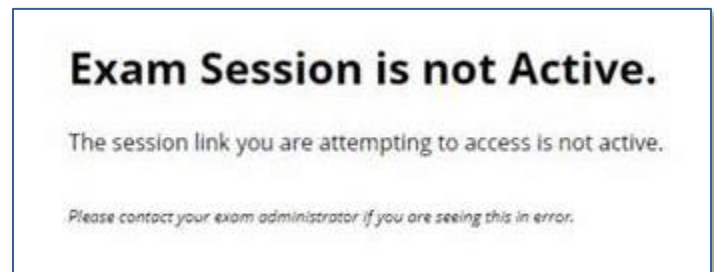 Exam Session is not Active.
The session link you are attempting to access is not active.
Please contact your exam administrator if you are seeing this in error.